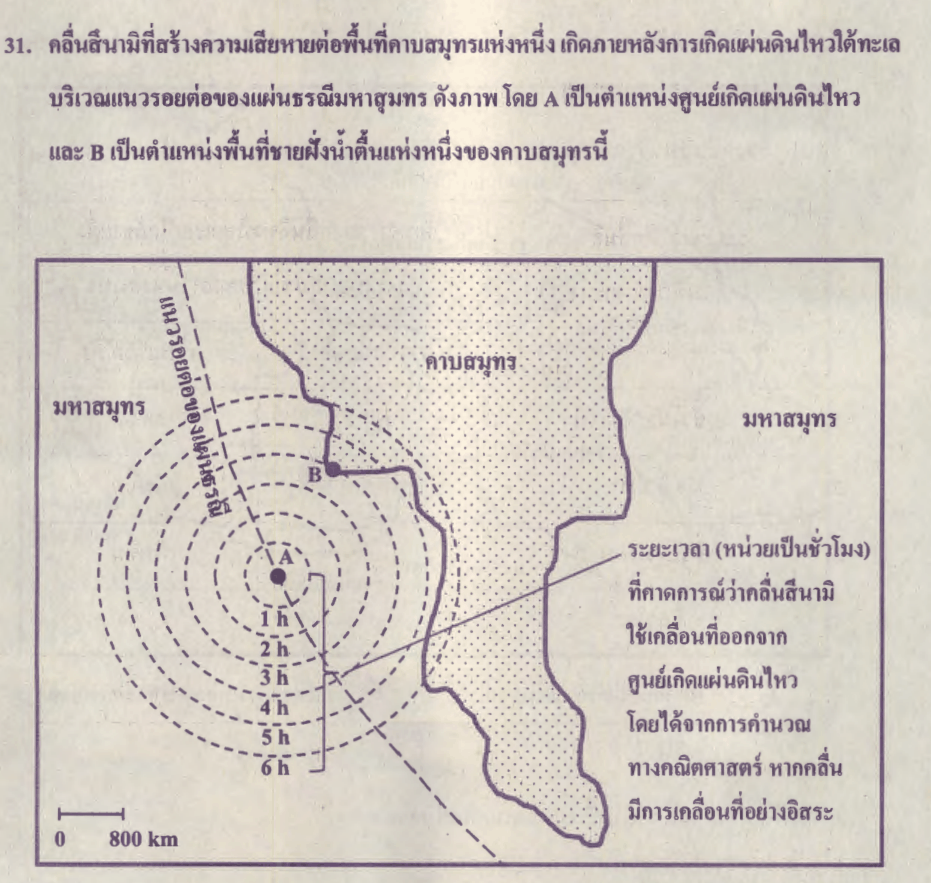 31. คลื่นสึนามิที่สร้างความเสียหายต่อพื้นที่คาบสมุทรแห่งหนึ่ง เกิดภายหลังการเกิดแผ่นดินไหวใต้ทะเล
บริเวณแนวรอยต่อของแผ่นธรณีมหาสุมทร ดังภาพ โดย A เป็นตำแหน่งศูนย์เกิดแผ่นดินไหว
และ B เป็นตำแหน่งพื้นที่ชายฝั่งน้ำตื้นแห่งหนึ่งของคาบสมุทรนี้
แนวรอยต่อของแผ่นธรณี
คาบสมุทร
มหาสมุทร
มหาสมุทร
B
A
1 h
2 h
3 h
4 h
5 h
6 h
ระยะเวลา (หน่วยเป็นชั่วโมง)
ที่คาดการณ์ว่าคลื่นสึนามิ
ใช้เคลื่อนที่ออกจาก
ศูนย์เกิดแผ่นดินไหว
โดยได้จากการคำนวณ
ทางคณิตศาสตร์ หากคลื่น
มีการเคลื่อนที่อย่างอิสระ
0 800 km